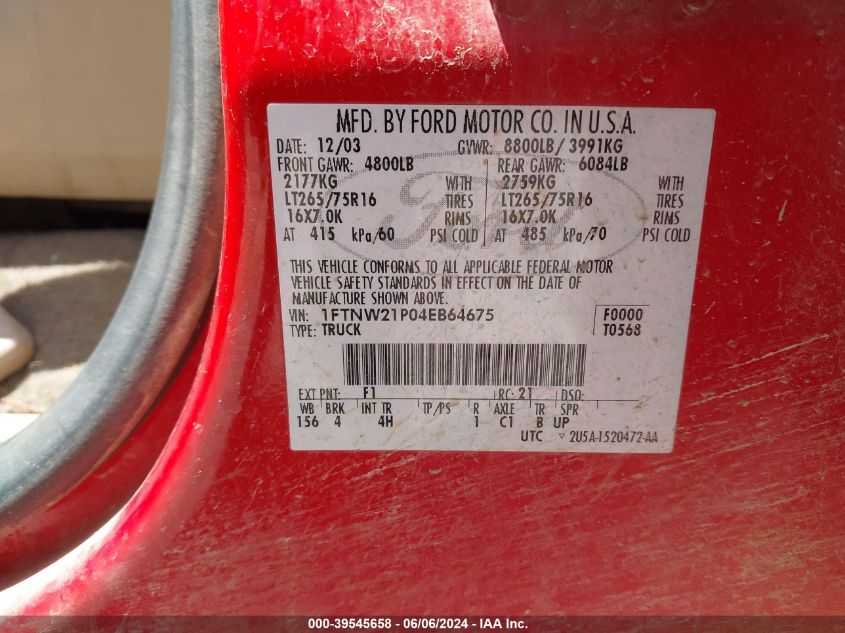 MFD. BY FORD MOTOR CO. IN U.S.A.
DATE: 12/03 GVWR: 8800LB/ 3991KG
FRONT GAWR: 4800LB REAR GAWR: 6084LB
2177KG WITH 2759KG WITH
LT265/75R16 TIRES LT265/75R16 TIRES
16X7.0K RIMS 16X7.0K RIMS
AT 415 kPa/60 PSI COLD AT 485 kPa/70 PSI COLD
Ford
THIS VEHICLE CONFORMS TO ALL APPLICABLE FEDERAL MOTOR
VEHICLE SAFETY STANDARDS IN EFFECT ON THE DATE OF
MANUFACTURE SHOWN ABOVE.
VIN: 1FTNW21P04EB64675 F0000
TYPE: TRUCK T0568
EXT PNT: F1 RC: 21 DSO:
WB BRK INT TR TP/PS R AXLE TR SPR
156 4 4H 1 C1 B UP
UTC ▽ 2U5A-1520472-AA
000-39545658 - 06/06/2024 - IAA Inc.